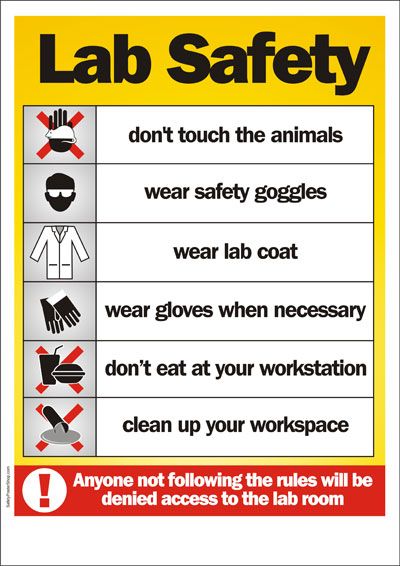 Lab Safety
don't touch the animals
wear safety goggles
wear lab coat
wear gloves when necessary
don't eat at your workstation
clean up your workspace
!
Anyone not following the rules will be
denied access to the lab room
SafetyPosterShop.com